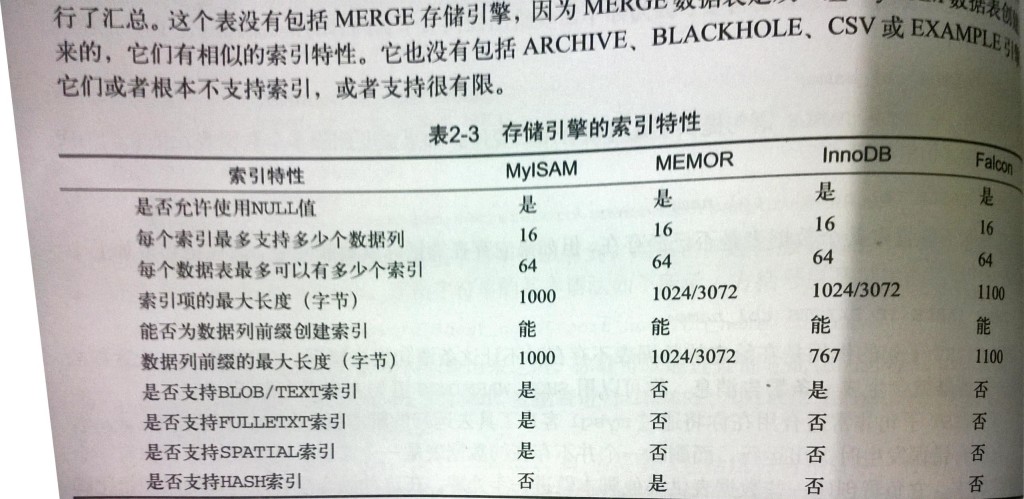 行了汇总。这个表没有包括 MERGE 存储引擎，因为 MERGE 数据表是 数据表创
来的，它们有相似的索引特性。它也没有包括 ARCHIVE、BLACKHOLE、CSV 或 EXAMPLE 引
它们或者根本不支持索引，或者支持很有限。
表2-3 存储引擎的索引特性
索引特性 MyISAM MEMOR InnoDB Falcon
是否允许使用NULL值 是 是 是 是
每个索引最多支持多少个数据列 16 16 16 16
每个数据表最多可以有多少个索引 64 64 64 64
索引项的最大长度（字节） 1000 1024/3072 1024/3072 1100
能否为数据列前缀创建索引 能 能 能 能
数据列前缀的最大长度（字节） 1000 1024/3072 767 1100
是否支持BLOB/TEXT索引 是 否 是 否
是否支持FULLETXT索引 是 否 否 否
是否支持SPATIAL索引 是 否 否 否
是否支持HASH索引 否 是 否 否